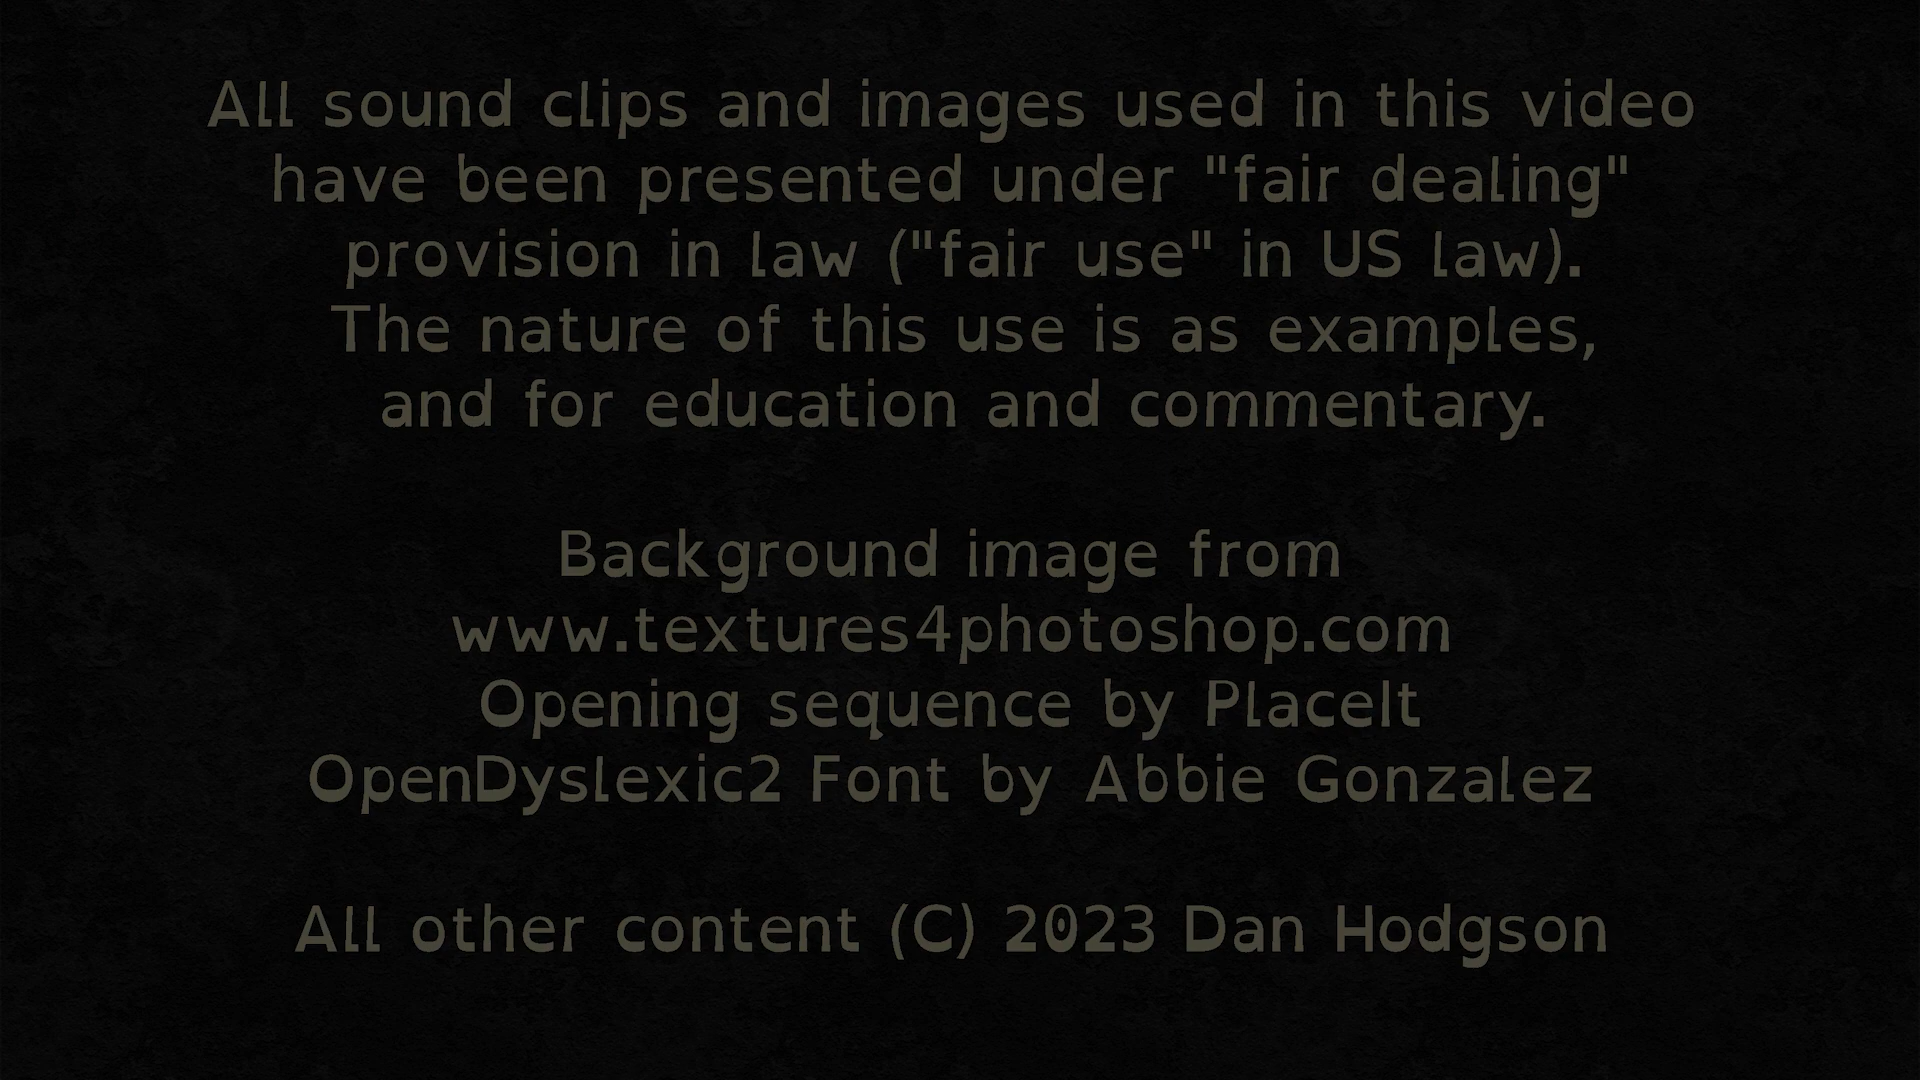 All sound clips and images used in this video
have been presented under "fair dealing"
provision in law ("fair use" in US law).
The nature of this use is as examples,
and for education and commentary.
Background image from
www.textures4photoshop.com
Opening sequence by PlaceIt
OpenDyslexic2 Font by Abbie Gonzalez
All other content (C) 2023 Dan Hodgson